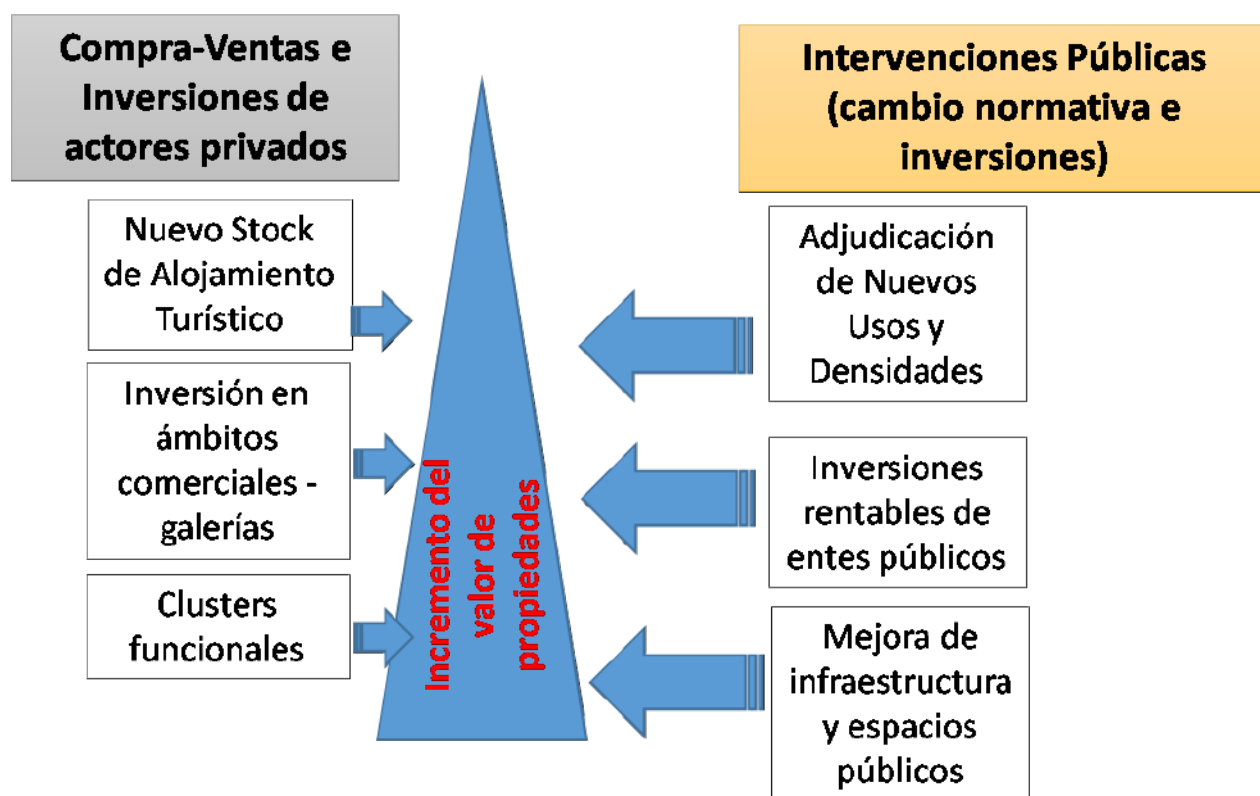 Compra-Ventas e
Inversiones de
actores privados
Nuevo Stock
de Alojamiento
Turístico
Inversión en
ámbitos
comerciales -
galerías
Clusters
funcionales
Incremento del
valor de
propiedades
Intervenciones Públicas
(cambio normativa e
inversiones)
Adjudicación
de Nuevos
Usos y
Densidades
Inversiones
rentables de
entes públicos
Mejora de
infraestructura
y espacios
públicos